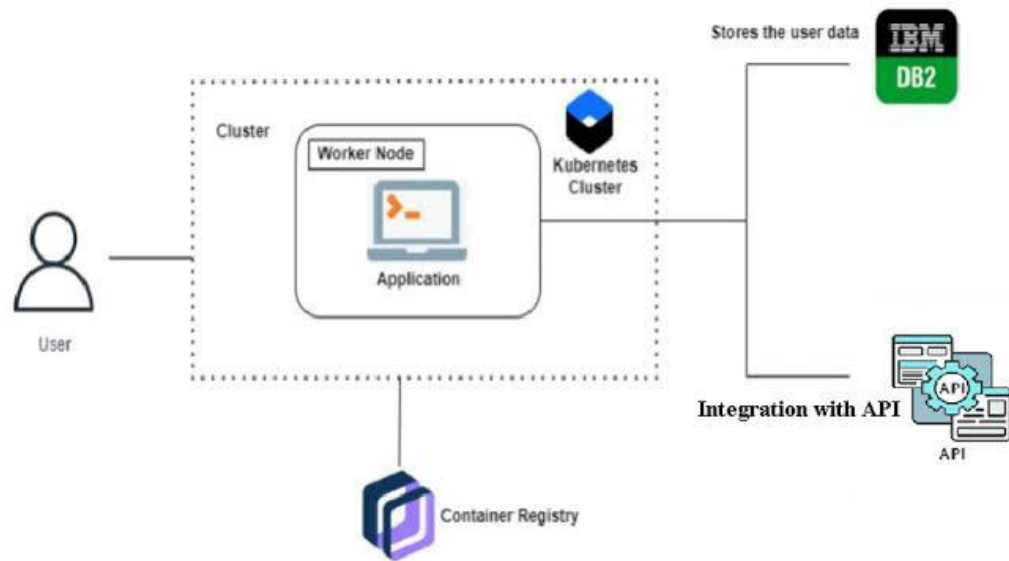 Stores the user data
IBM
DB2
Cluster
Worker Node
Kubernetes
Cluster
Application
User
Integration with API
API
API
Container Registry